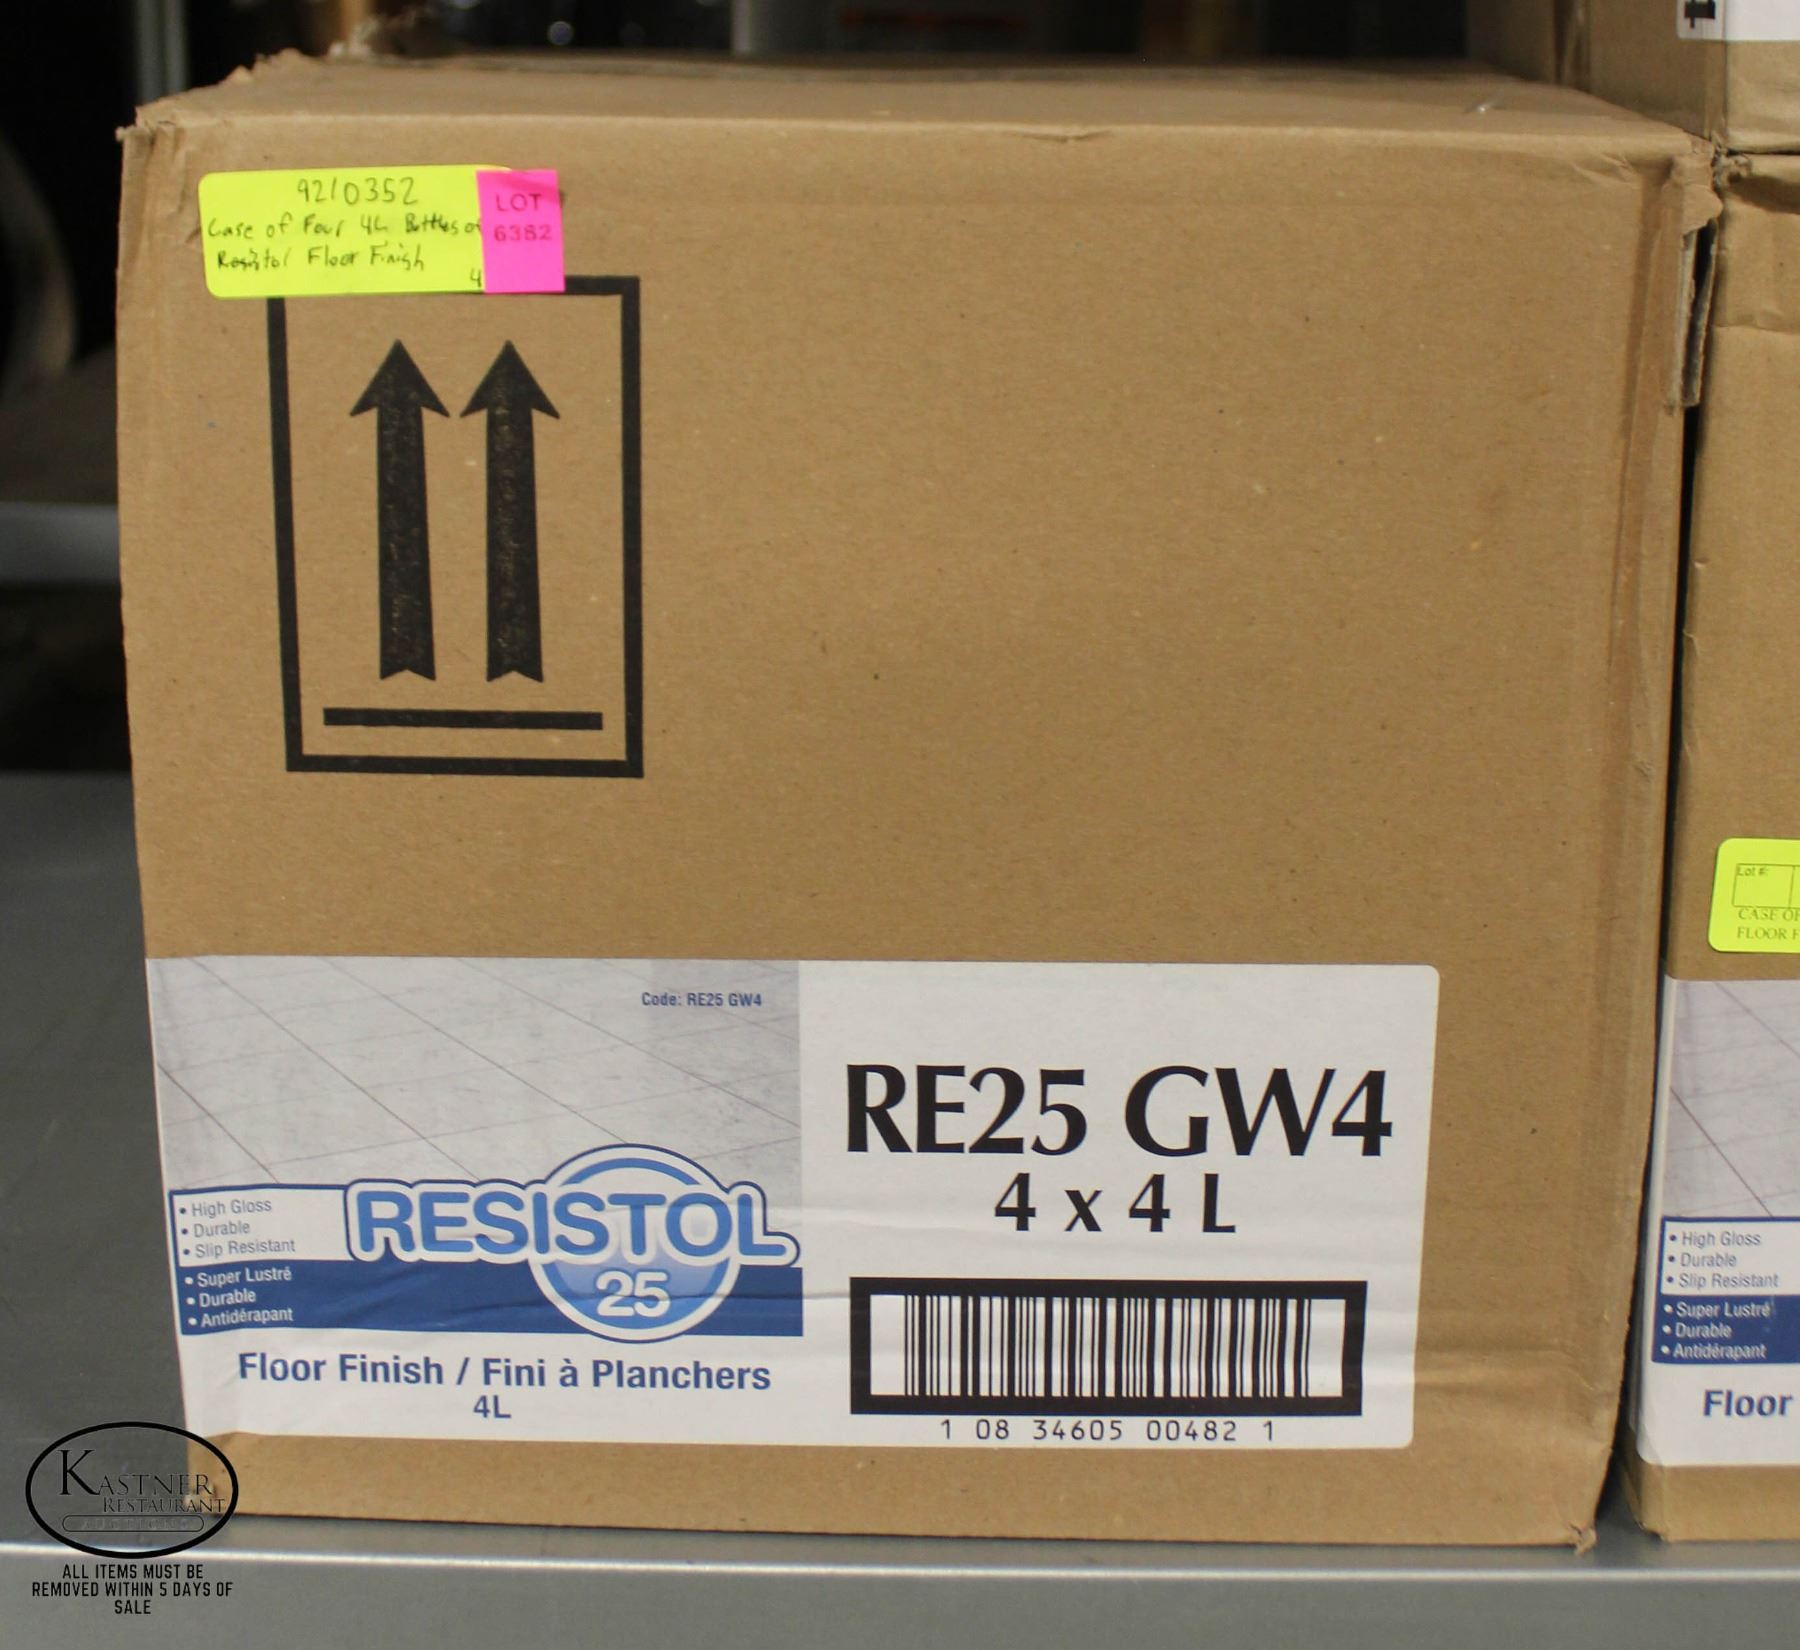 9210352
Case of Four 4L Bottles of
Resistol Floor Finish
4
LOT
6382
Code: RE25 GW4
RE25 GW4
4 x 4 L
• High Gloss
• Durable
• Slip Resistant
• Super Lustré
• Durable
• Antidérapant
RESISTOL
25
Floor Finish / Fini à Planchers
4L
1 08 34605 00482 1
Lot #:
CASE OF
FLOOR F
• High Gloss
• Durable
• Slip Resistant
• Super Lustré
• Durable
• Antidérapant
Floor
KASTNER
RESTAURANT
AUCTIONS
ALL ITEMS MUST BE
REMOVED WITHIN 5 DAYS OF
SALE